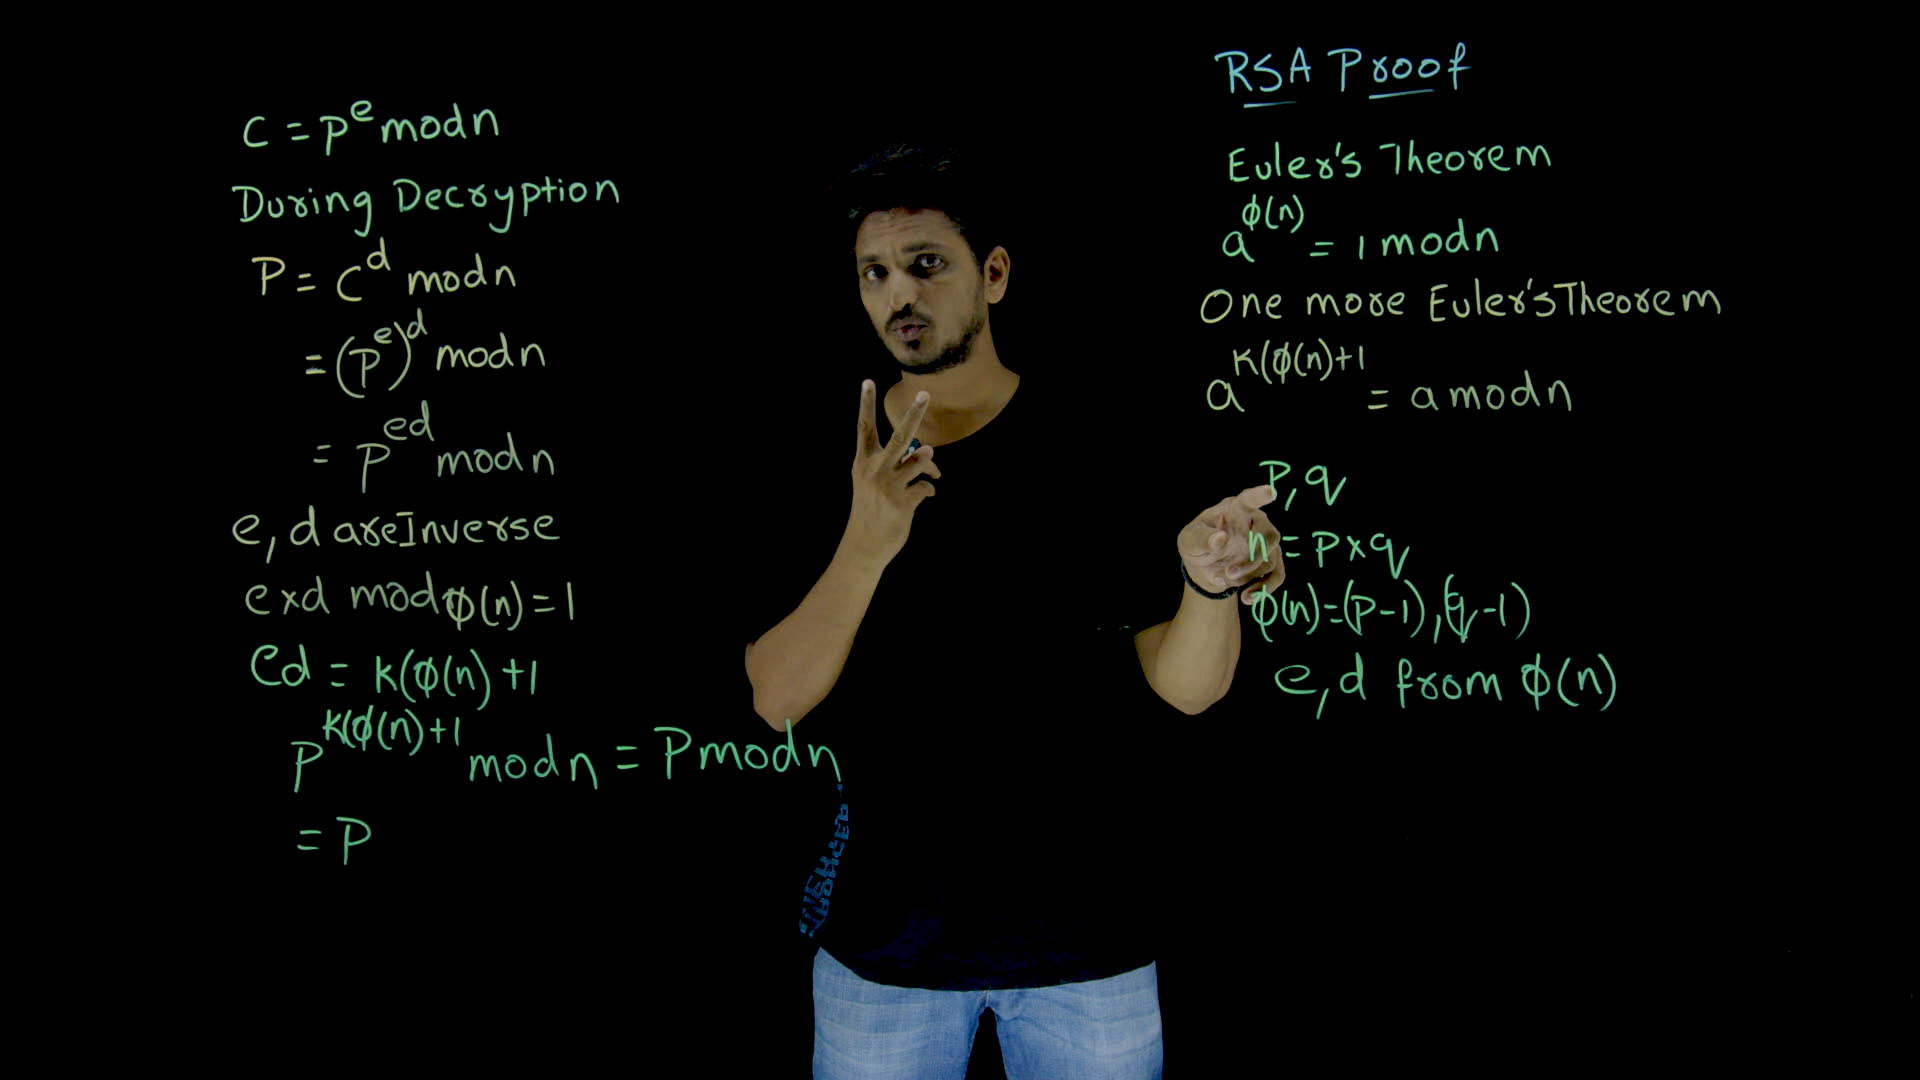 C = P^e mod n
During Decryption
P = C^d mod n
= (P^e)^d mod n
= P^ed mod n
e, d are Inverse
e x d mod ϕ(n) = 1
ed = K(ϕ(n) + 1
P^K(ϕ(n)+1 mod n = P mod n
= P
RSA Proof
Euler's Theorem
a^ϕ(n) = 1 mod n
One more Euler's Theorem
a^K(ϕ(n)+1 = a mod n
P, q
n = P x q
ϕ(n) = (P-1), (q-1)
e, d from ϕ(n)